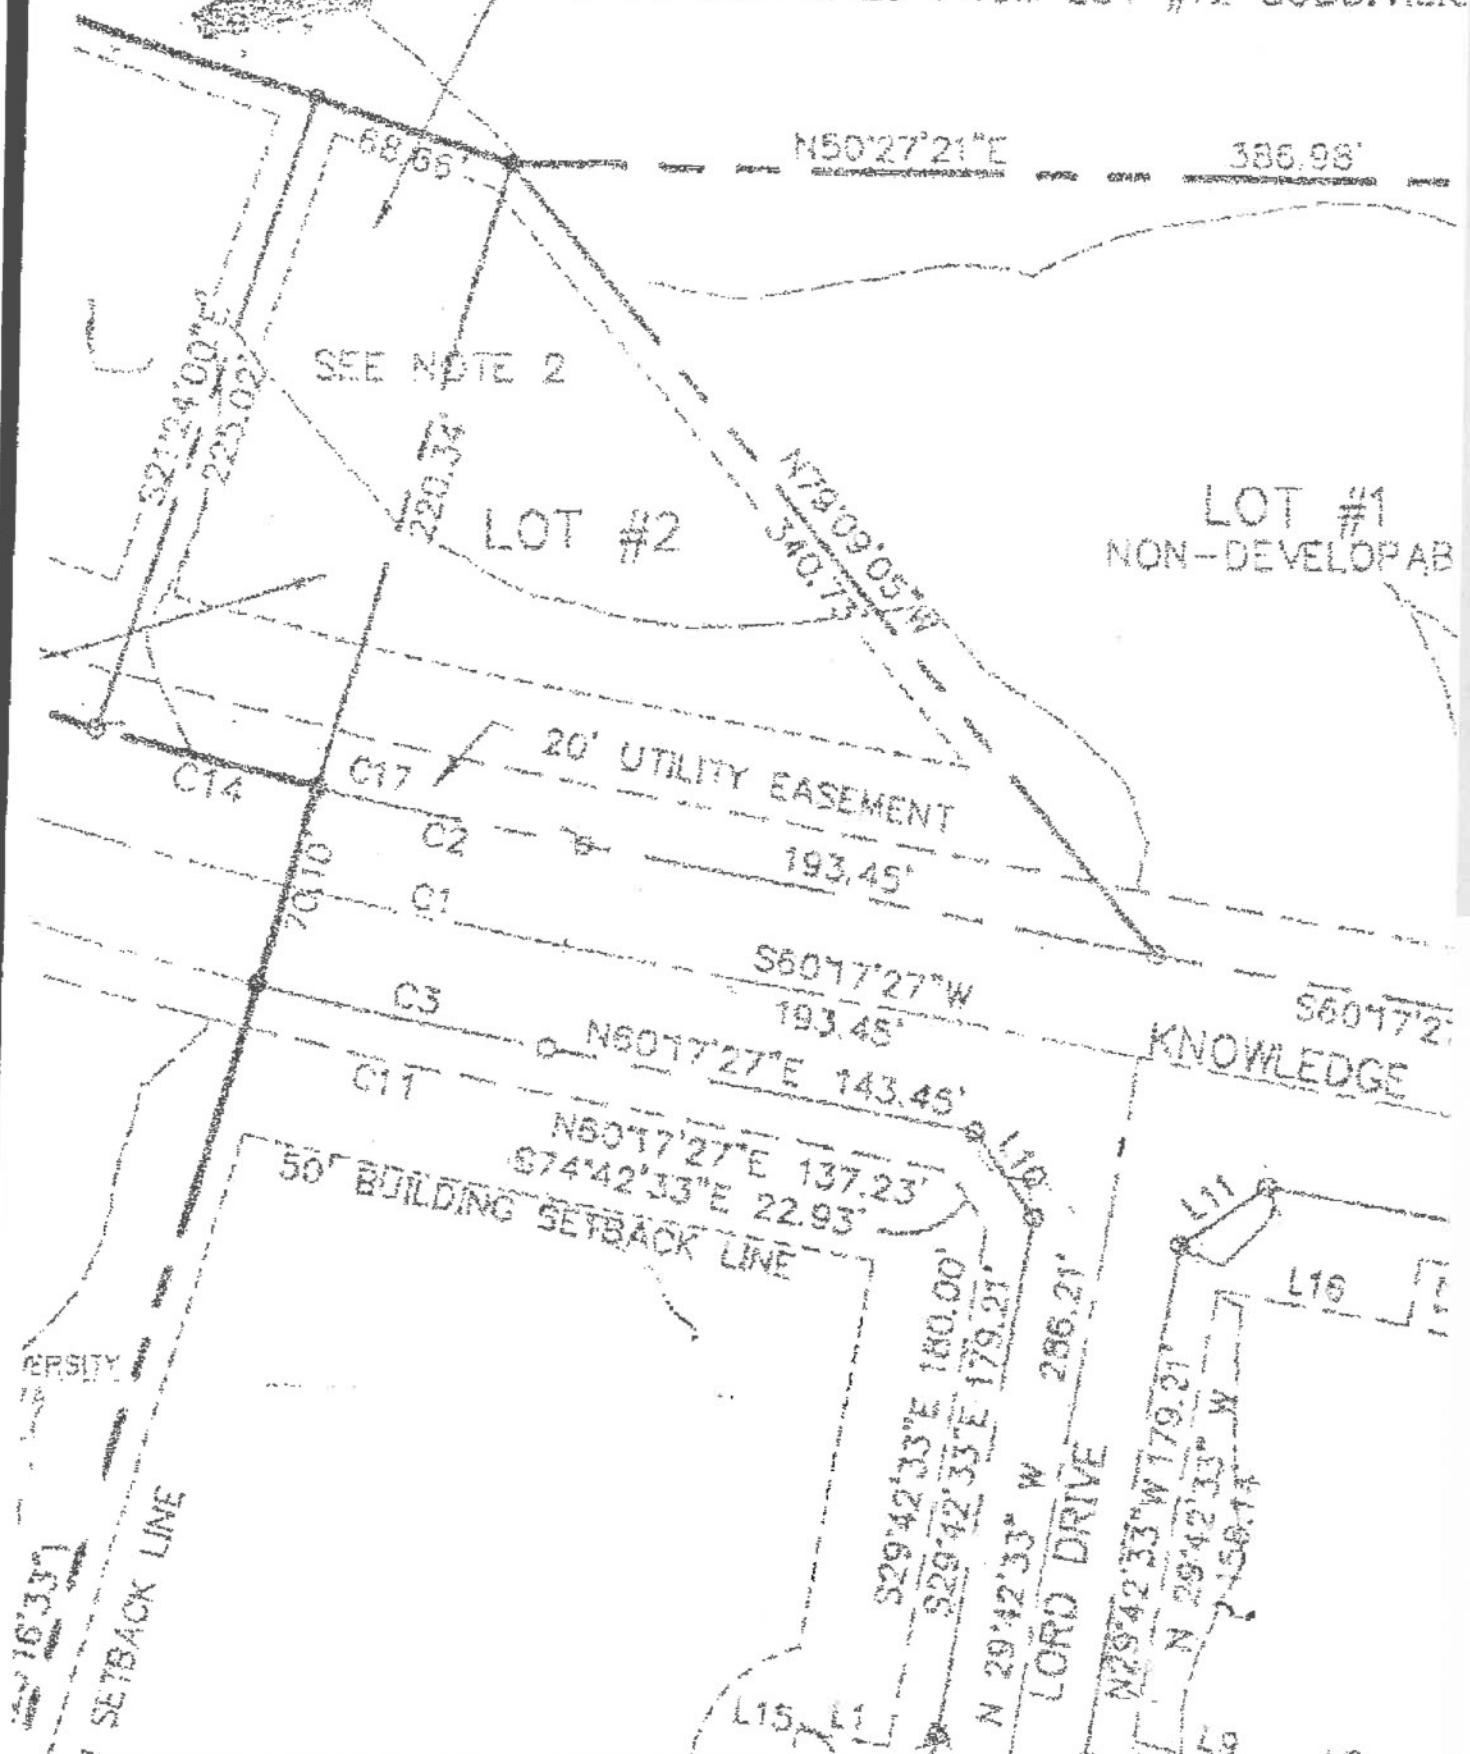 68.66'
N50°27'21"E
386.98'
S21°24'00"E
225.02'
SEE NOTE 2
220.34'
LOT #2
N79°09'05"W
340.73'
LOT #1
NON-DEVELOPAB
20' UTILITY EASEMENT
C14
C17
C2
193.45'
70.10'
C1
S60°17'27"W
193.45'
S60°17'2
KNOWLEDGE
C3
N60°17'27"E 143.45'
C11
N60°17'27"E 137.23'
S74°42'33"E 22.93'
50' BUILDING SETBACK LINE
L10
L11
L16
ERSITY
S29°42'33"E 180.00'
S29°42'33"E 179.21'
N 29°42'33" W 286.21'
LORD DRIVE
N29°42'33"W 179.21'
N 29°42'33" W
SETBACK LINE
16'33"
L15
L1